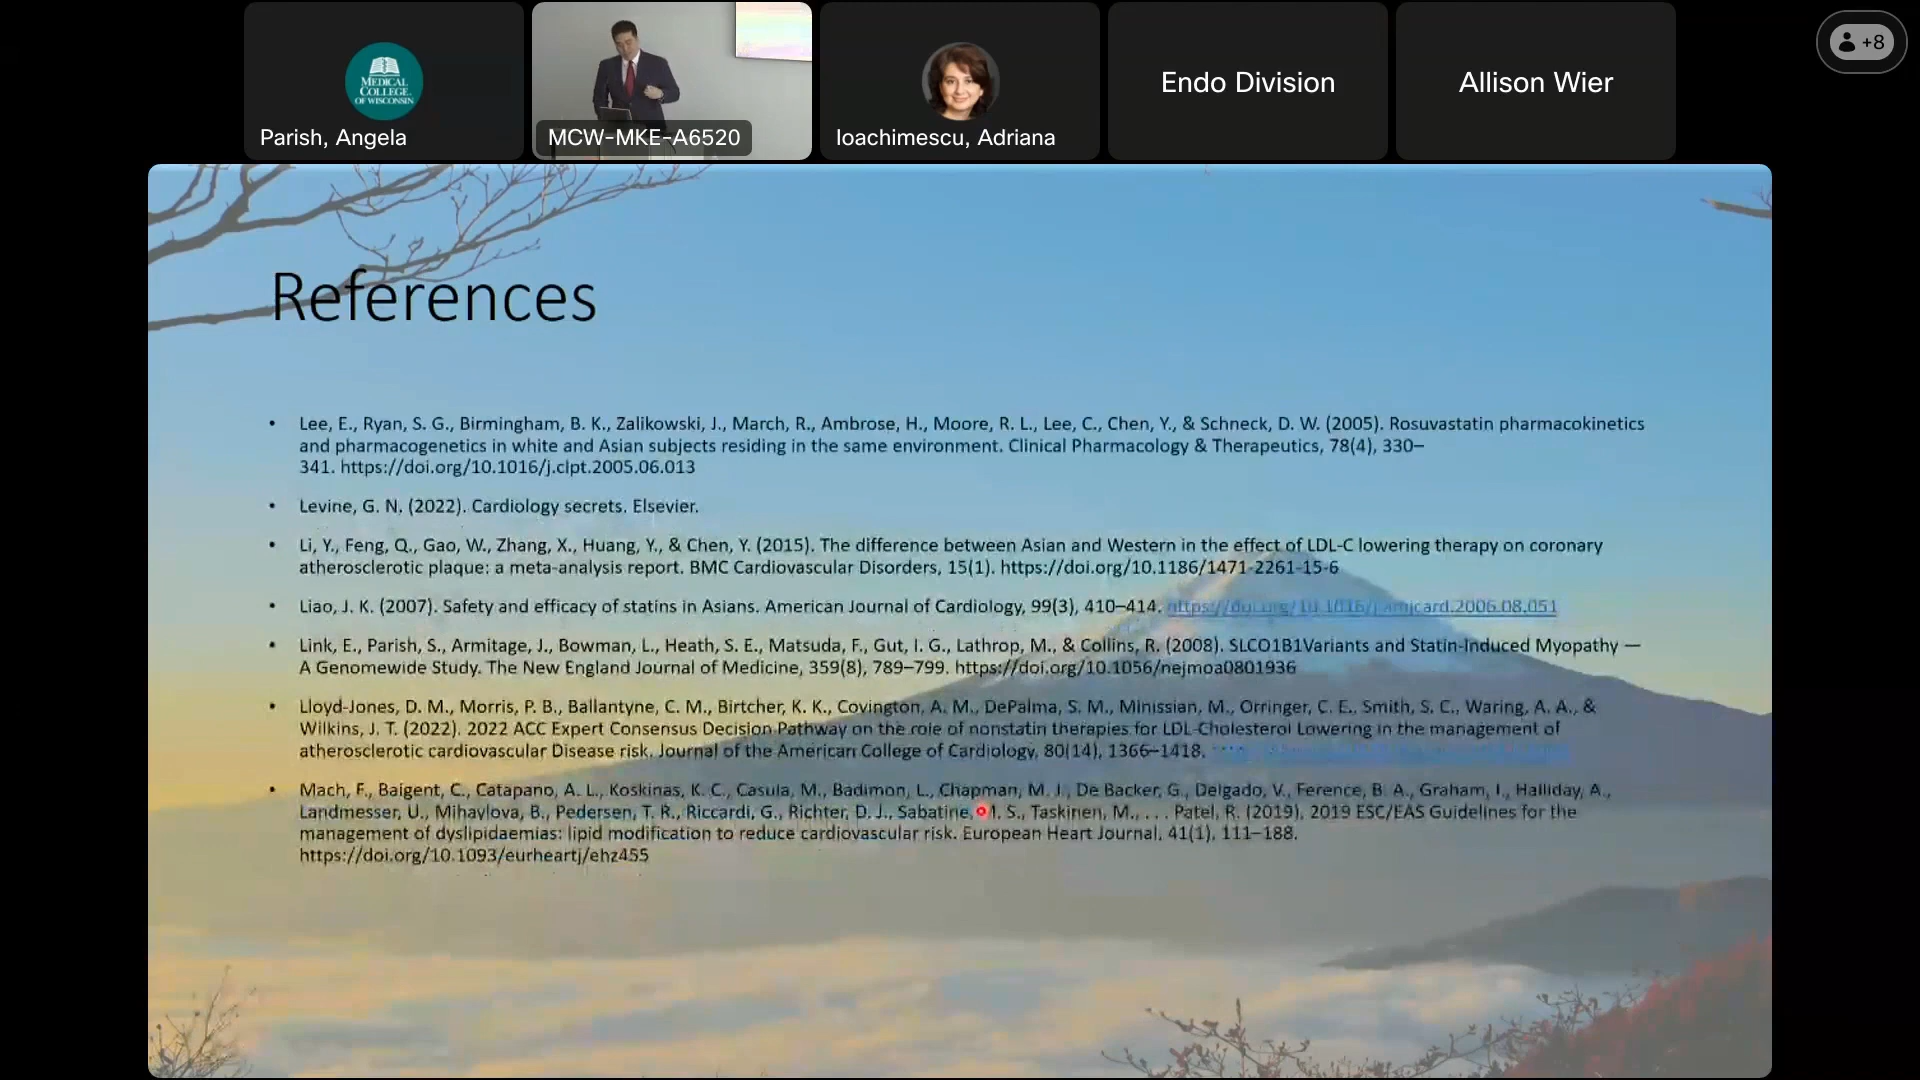 +8
MEDICAL
COLLEGE
OF WISCONSIN
Parish, Angela
MCW-MKE-A6520
Ioachimescu, Adriana
Endo Division
Allison Wier
References
• Lee, E., Ryan, S. G., Birmingham, B. K., Zalikowski, J., March, R., Ambrose, H., Moore, R. L., Lee, C., Chen, Y., & Schneck, D. W. (2005). Rosuvastatin pharmacokinetics
and pharmacogenetics in white and Asian subjects residing in the same environment. Clinical Pharmacology & Therapeutics, 78(4), 330–
341. https://doi.org/10.1016/j.clpt.2005.06.013
• Levine, G. N. (2022). Cardiology secrets. Elsevier.
• Li, Y., Feng, Q., Gao, W., Zhang, X., Huang, Y., & Chen, Y. (2015). The difference between Asian and Western in the effect of LDL-C lowering therapy on coronary
atherosclerotic plaque: a meta-analysis report. BMC Cardiovascular Disorders, 15(1). https://doi.org/10.1186/1471-2261-15-6
• Liao, J. K. (2007). Safety and efficacy of statins in Asians. American Journal of Cardiology, 99(3), 410–414. https://doi.org/10.1016/j.amjcard.2006.08.051
• Link, E., Parish, S., Armitage, J., Bowman, L., Heath, S. E., Matsuda, F., Gut, I. G., Lathrop, M., & Collins, R. (2008). SLCO1B1Variants and Statin-Induced Myopathy —
A Genomewide Study. The New England Journal of Medicine, 359(8), 789–799. https://doi.org/10.1056/nejmoa0801936
• Lloyd-Jones, D. M., Morris, P. B., Ballantyne, C. M., Birtcher, K. K., Covington, A. M., DePalma, S. M., Minissian, M., Orringer, C. E., Smith, S. C., Waring, A. A., &
Wilkins, J. T. (2022). 2022 ACC Expert Consensus Decision Pathway on the role of nonstatin therapies for LDL-Cholesterol Lowering in the management of
atherosclerotic cardiovascular Disease risk. Journal of the American College of Cardiology, 80(14), 1366–1418.
• Mach, F., Baigent, C., Catapano, A. L., Koskinas, K. C., Casula, M., Badimon, L., Chapman, M. J., De Backer, G., Delgado, V., Ference, B. A., Graham, I., Halliday, A.,
Landmesser, U., Mihaylova, B., Pedersen, T. R., Riccardi, G., Richter, D. J., Sabatine, M. S., Taskinen, M., . . . Patel, R. (2019). 2019 ESC/EAS Guidelines for the
management of dyslipidaemias: lipid modification to reduce cardiovascular risk. European Heart Journal, 41(1), 111–188.
https://doi.org/10.1093/eurheartj/ehz455